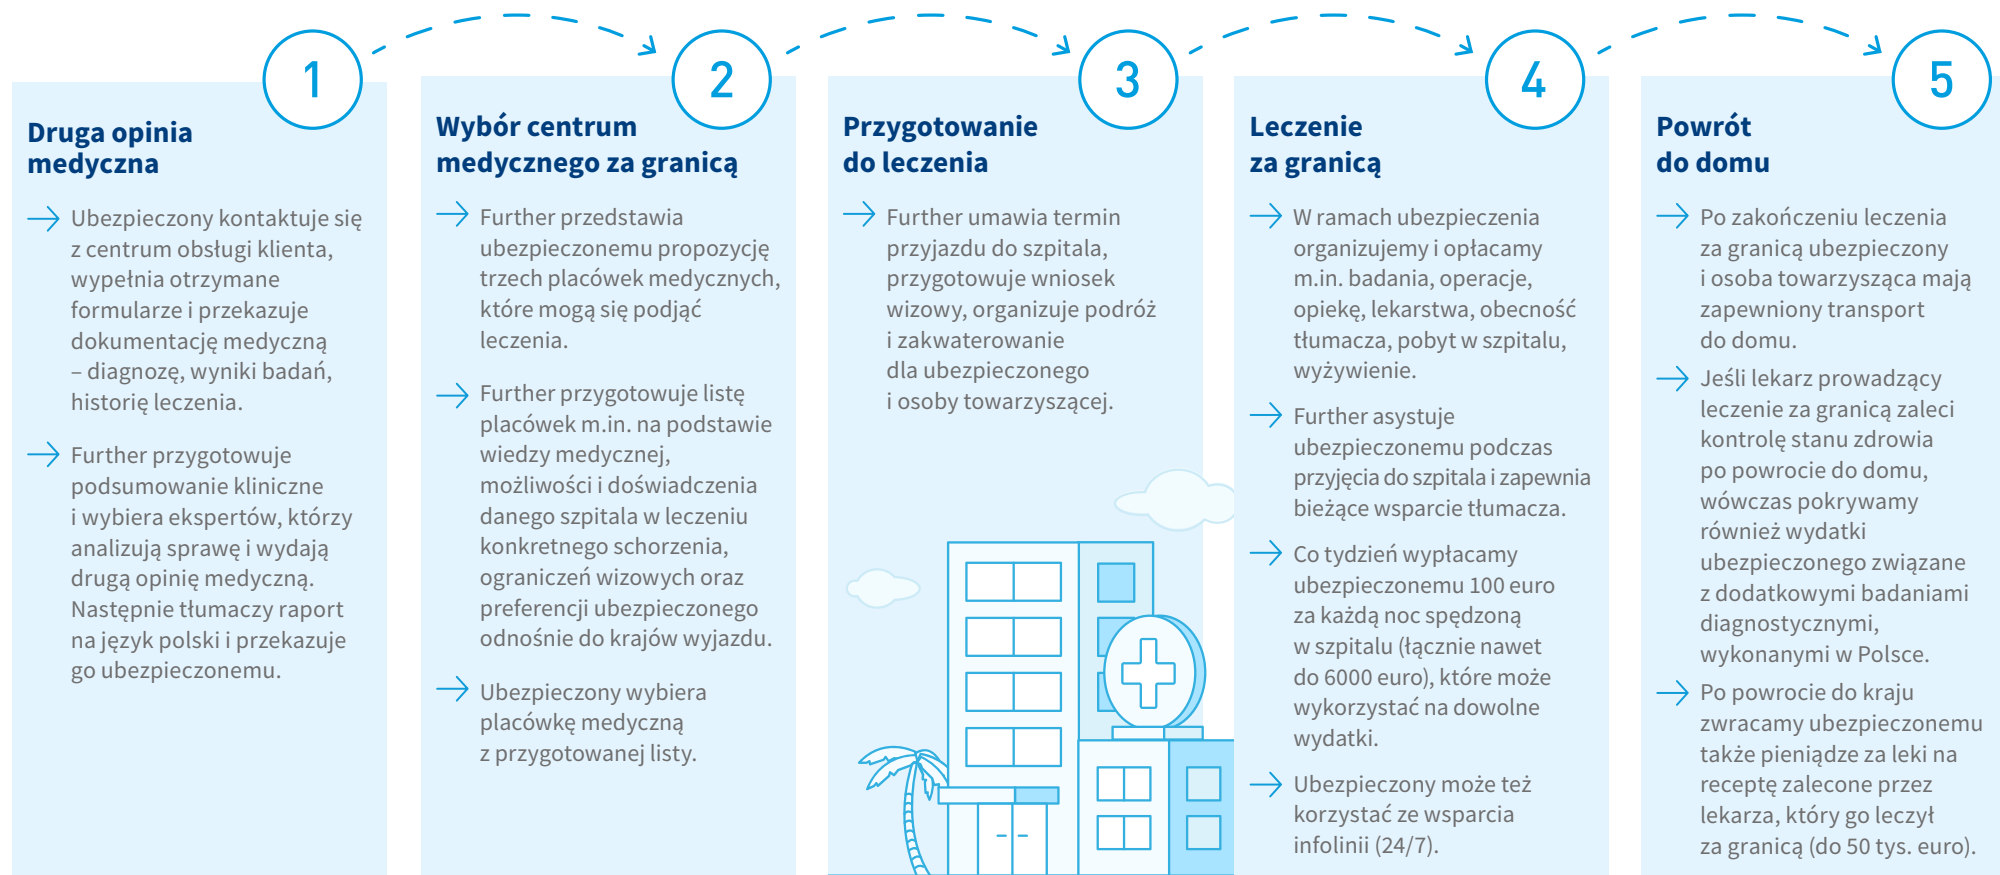 1
Druga opinia
medyczna
Ubezpieczony kontaktuje się
z centrum obsługi klienta,
wypełnia otrzymane
formularze i przekazuje
dokumentację medyczną
– diagnozę, wyniki badań,
historię leczenia.
Further przygotowuje
podsumowanie kliniczne
i wybiera ekspertów, którzy
analizują sprawę i wydają
drugą opinię medyczną.
Następnie tłumaczy raport
na język polski i przekazuje
go ubezpieczonemu.
2
Wybór centrum
medycznego za granicą
Further przedstawia
ubezpieczonemu propozycję
trzech placówek medycznych,
które mogą się podjąć
leczenia.
Further przygotowuje listę
placówek m.in. na podstawie
wiedzy medycznej,
możliwości i doświadczenia
danego szpitala w leczeniu
konkretnego schorzenia,
ograniczeń wizowych oraz
preferencji ubezpieczonego
odnośnie do krajów wyjazdu.
Ubezpieczony wybiera
placówkę medyczną
z przygotowanej listy.
3
Przygotowanie
do leczenia
Further umawia termin
przyjazdu do szpitala,
przygotowuje wniosek
wizowy, organizuje podróż
i zakwaterowanie
dla ubezpieczonego
i osoby towarzyszącej.
4
Leczenie
za granicą
W ramach ubezpieczenia
organizujemy i opłacamy
m.in. badania, operacje,
opiekę, lekarstwa, obecność
tłumacza, pobyt w szpitalu,
wyżywienie.
Further asystuje
ubezpieczonemu podczas
przyjęcia do szpitala i zapewnia
bieżące wsparcie tłumacza.
Co tydzień wypłacamy
ubezpieczonemu 100 euro
za każdą noc spędzoną
w szpitalu (łącznie nawet
do 6000 euro), które może
wykorzystać na dowolne
wydatki.
Ubezpieczony może też
korzystać ze wsparcia
infolinii (24/7).
5
Powrót
do domu
Po zakończeniu leczenia
za granicą ubezpieczony
i osoba towarzysząca mają
zapewniony transport
do domu.
Jeśli lekarz prowadzący
leczenie za granicą zaleci
kontrolę stanu zdrowia
po powrocie do domu,
wówczas pokrywamy
również wydatki
ubezpieczonego związane
z dodatkowymi badaniami
diagnostycznymi,
wykonanymi w Polsce.
Po powrocie do kraju
zwracamy ubezpieczonemu
także pieniądze za leki na
receptę zalecone przez
lekarza, który go leczył
za granicą (do 50 tys. euro).